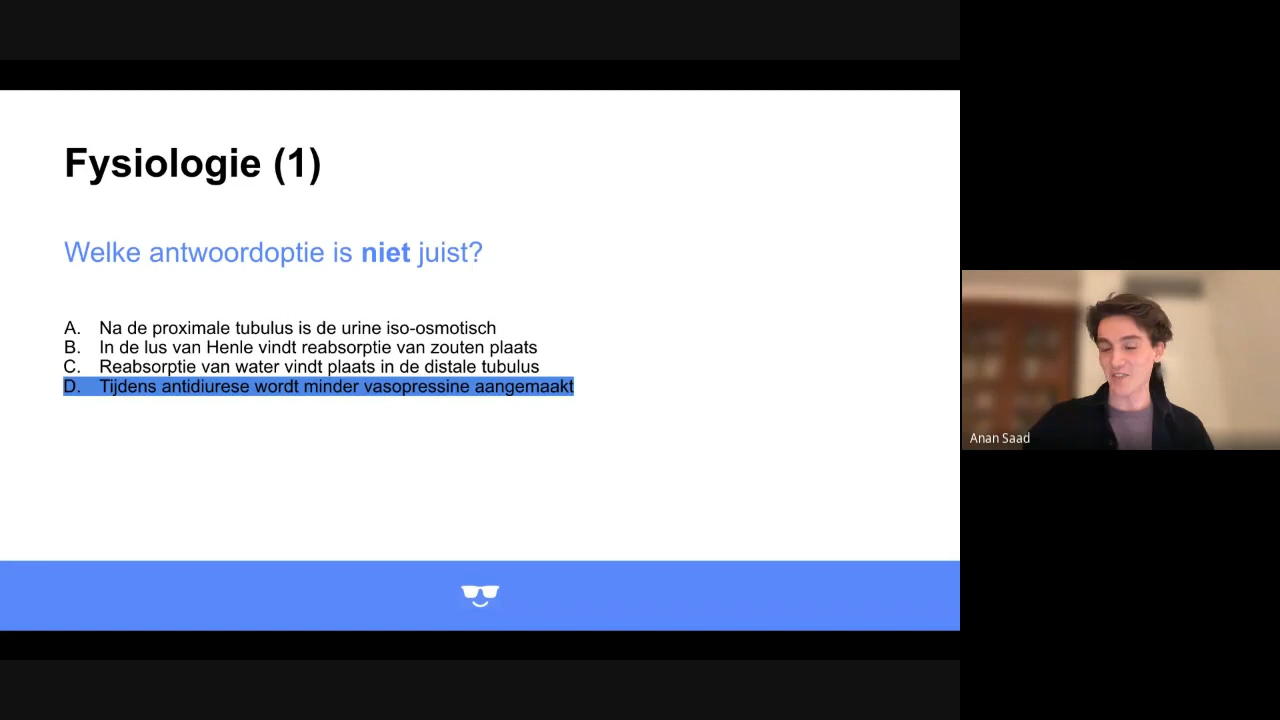 Fysiologie (1)
Welke antwoordoptie is niet juist?
A. Na de proximale tubulus is de urine iso-osmotisch
B. In de lus van Henle vindt reabsorptie van zouten plaats
C. Reabsorptie van water vindt plaats in de distale tubulus
D. Tijdens antidiurese wordt minder vasopressine aangemaakt
Anan Saad